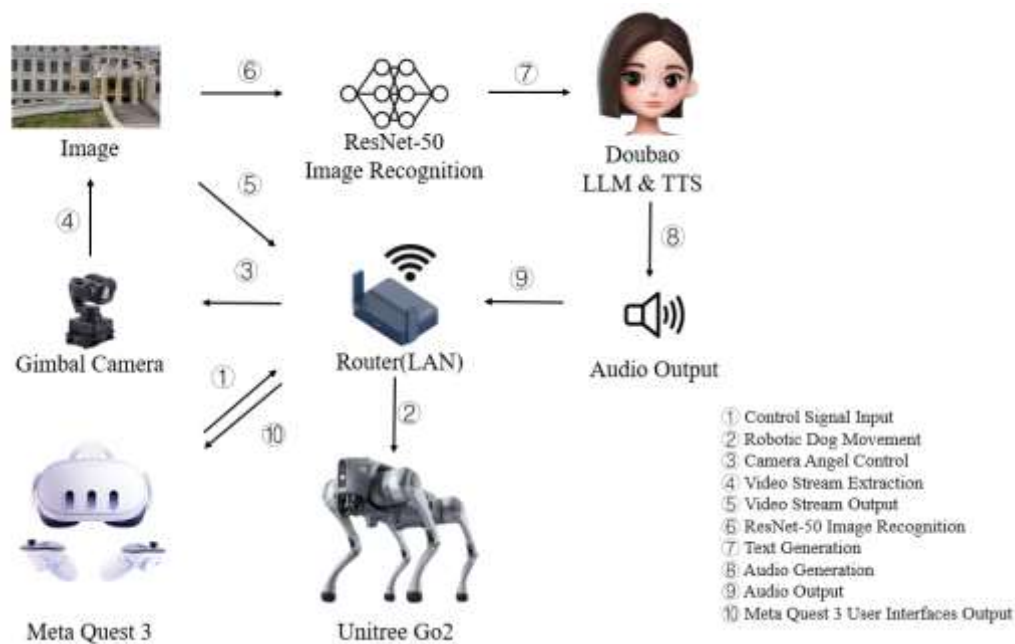 ⑥
⑦
Image
ResNet-50
Image Recognition
Doubao
LLM & TTS
⑤
④
⑧
③
⑨
Gimbal Camera
Router(LAN)
Audio Output
①
②
⑩
Meta Quest 3
Unitree Go2
① Control Signal Input
② Robotic Dog Movement
③ Camera Angel Control
④ Video Stream Extraction
⑤ Video Stream Output
⑥ ResNet-50 Image Recognition
⑦ Text Generation
⑧ Audio Generation
⑨ Audio Output
⑩ Meta Quest 3 User Interfaces Output